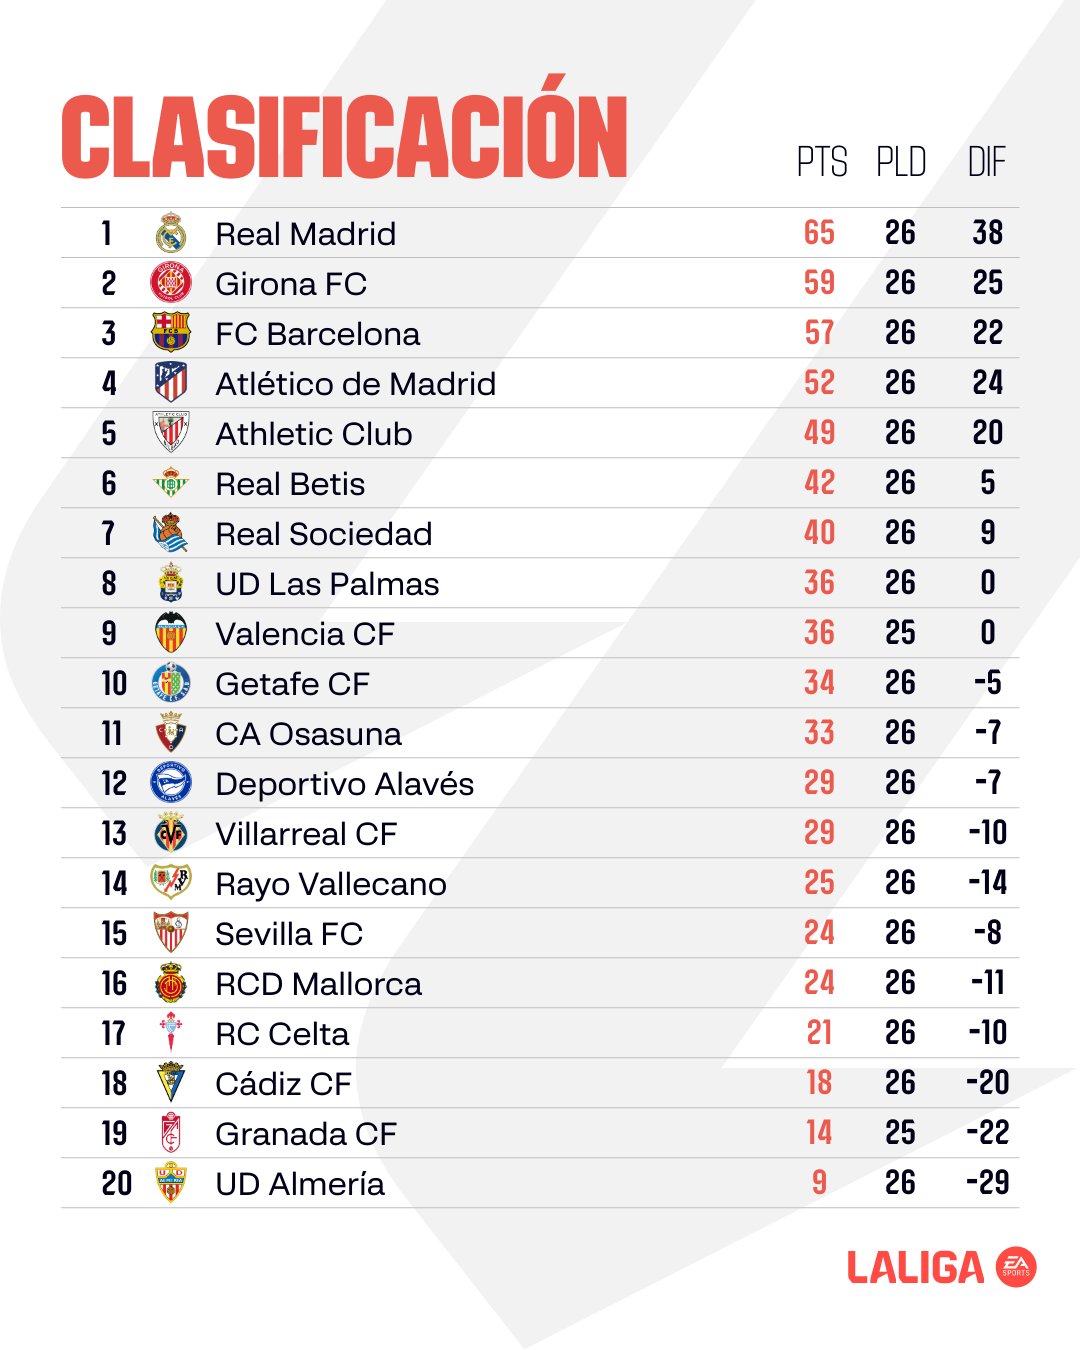 CLASIFICACIÓN
PTS PLD DIF
1 Real Madrid 65 26 38
2 Girona FC 59 26 25
3 FC Barcelona 57 26 22
4 Atlético de Madrid 52 26 24
5 Athletic Club 49 26 20
6 Real Betis 42 26 5
7 Real Sociedad 40 26 9
8 UD Las Palmas 36 26 0
9 Valencia CF 36 25 0
10 Getafe CF 34 26 -5
11 CA Osasuna 33 26 -7
12 Deportivo Alavés 29 26 -7
13 Villarreal CF 29 26 -10
14 Rayo Vallecano 25 26 -14
15 Sevilla FC 24 26 -8
16 RCD Mallorca 24 26 -11
17 RC Celta 21 26 -10
18 Cádiz CF 18 26 -20
19 Granada CF 14 25 -22
20 UD Almería 9 26 -29
LALIGA EA SPORTS